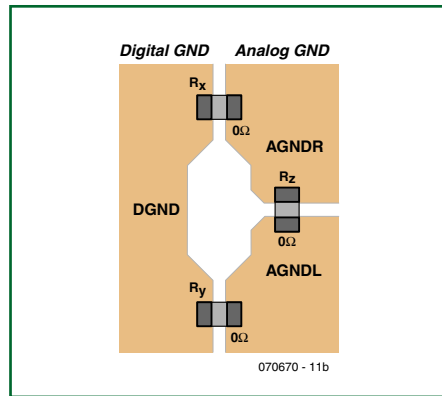 Digital GND Analog GND
Rx
0Ω
AGNDR
Rz
DGND
0Ω
AGNDL
Ry
0Ω
070670 - 11b